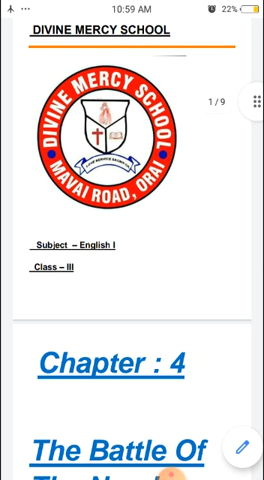 10:59 AM
22%
DIVINE MERCY SCHOOL
1 / 9
DIVINE MERCY SCHOOL
MAVAI ROAD, ORAI
Subject – English I
Class – III
Chapter : 4
The Battle Of